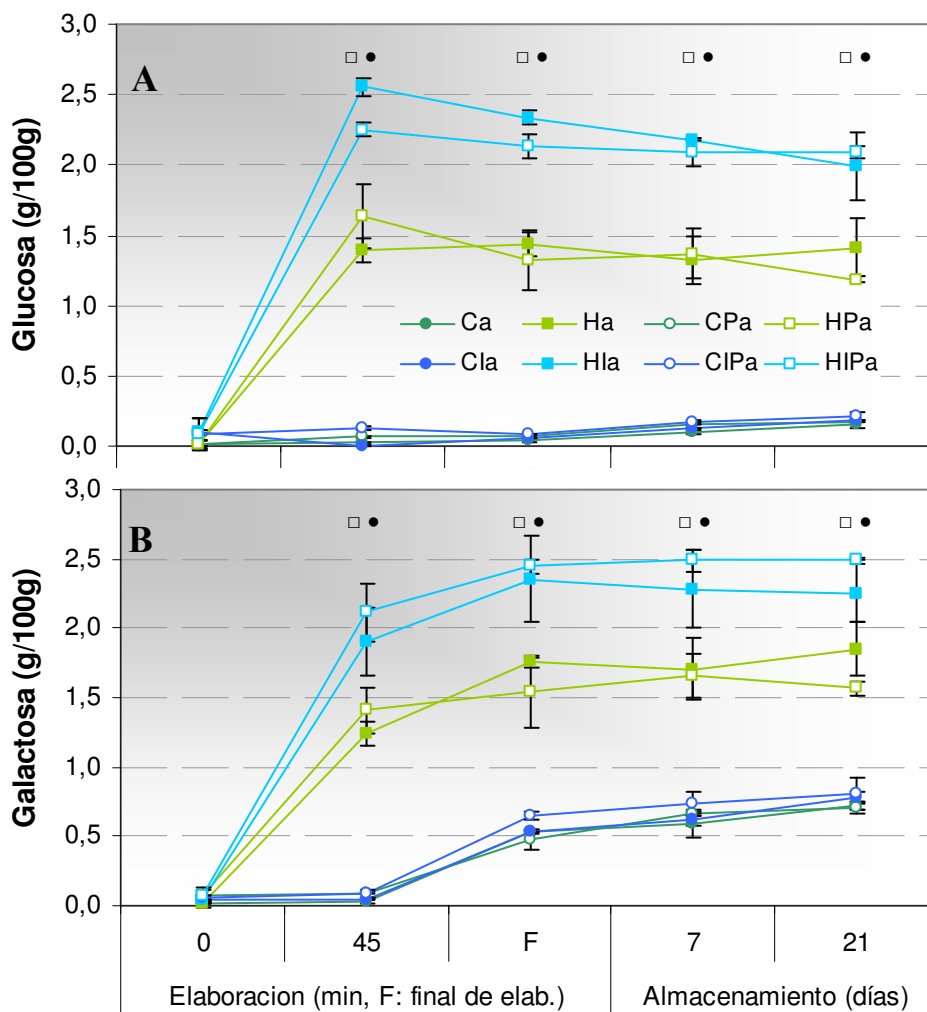 3,0
A
□ ●
□ ●
□ ●
□ ●
2,5
2,0
1,5
1,0
0,5
0,0
Glucosa (g/100g)
Ca Ha CPa HPa
CIa HIa CIPa HIPa
3,0
B
□ ●
□ ●
□ ●
□ ●
2,5
2,0
1,5
1,0
0,5
0,0
Galactosa (g/100g)
0 45 F 7 21
Elaboracion (min, F: final de elab.) Almacenamiento (días)